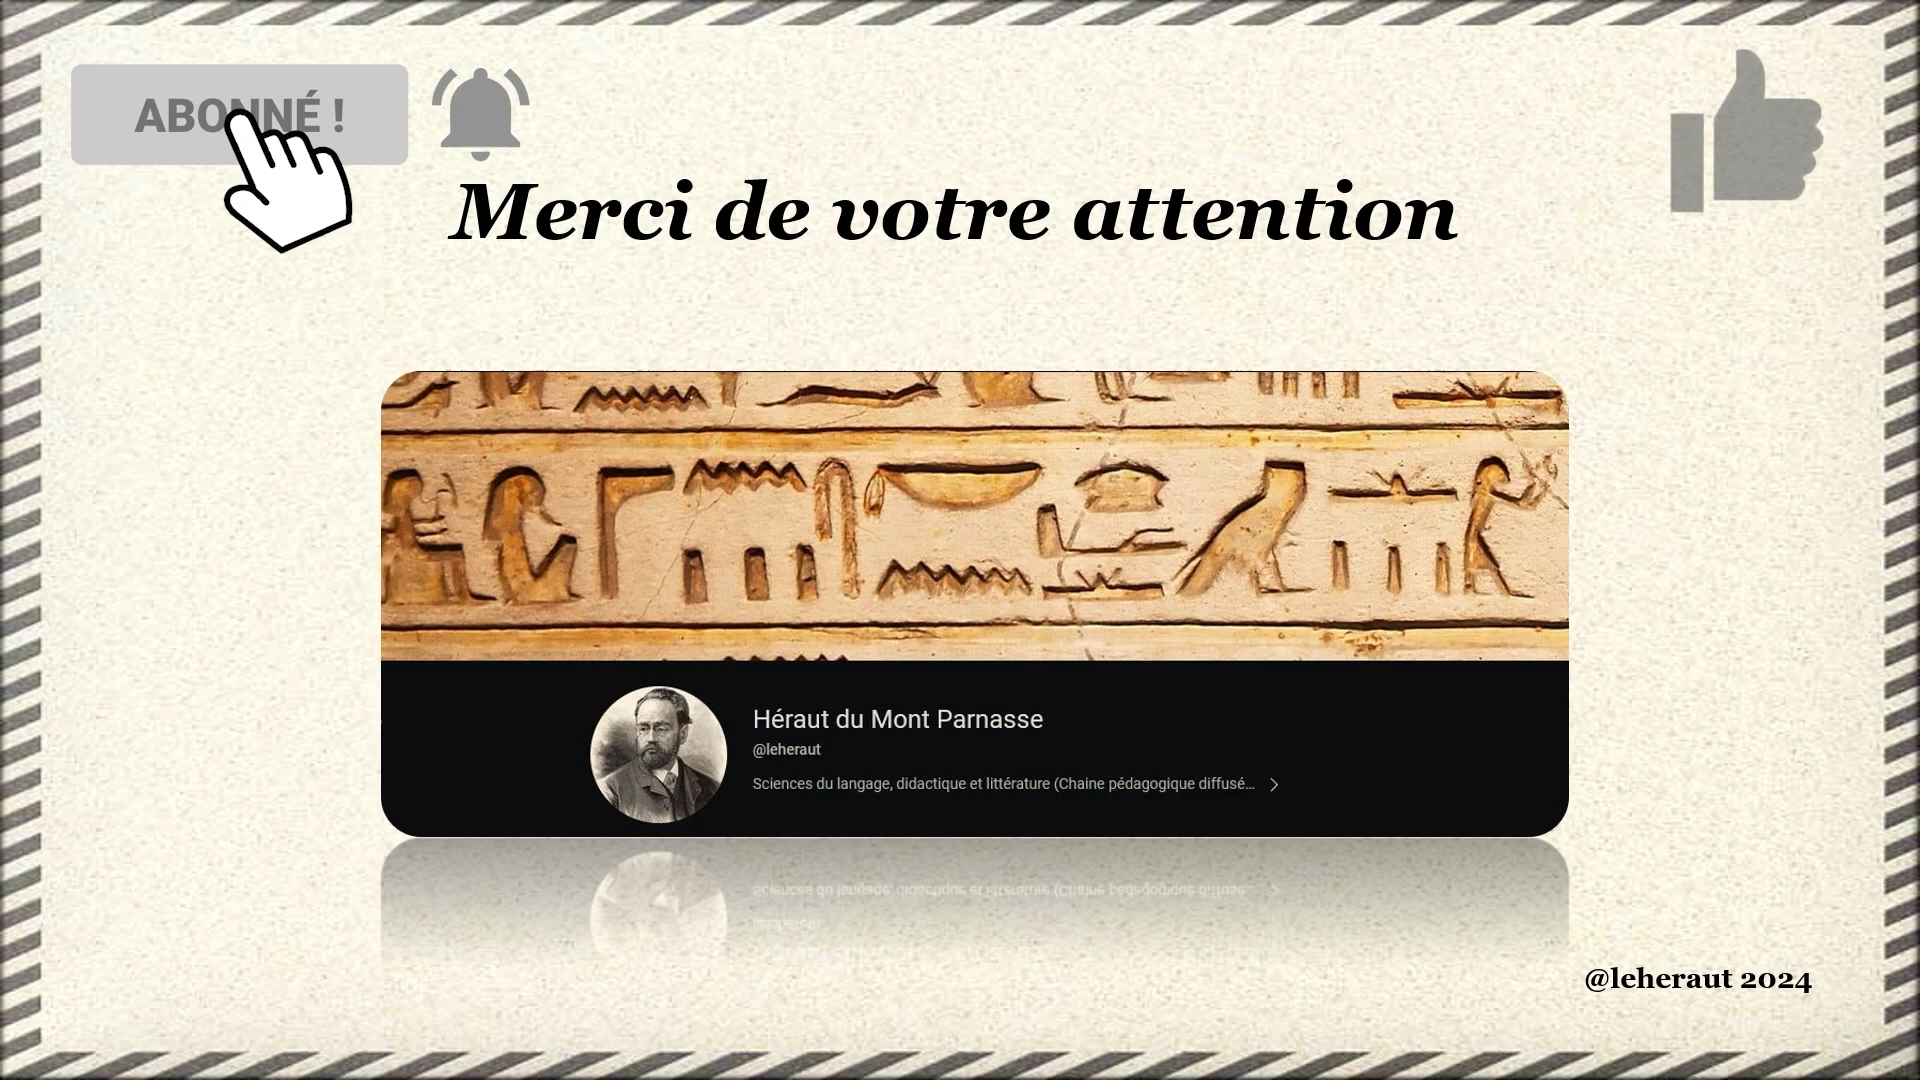 ABONNÉ !
Merci de votre attention
Héraut du Mont Parnasse
@leheraut
Sciences du langage, didactique et littérature (Chaine pédagogique diffusé...
@leheraut 2024